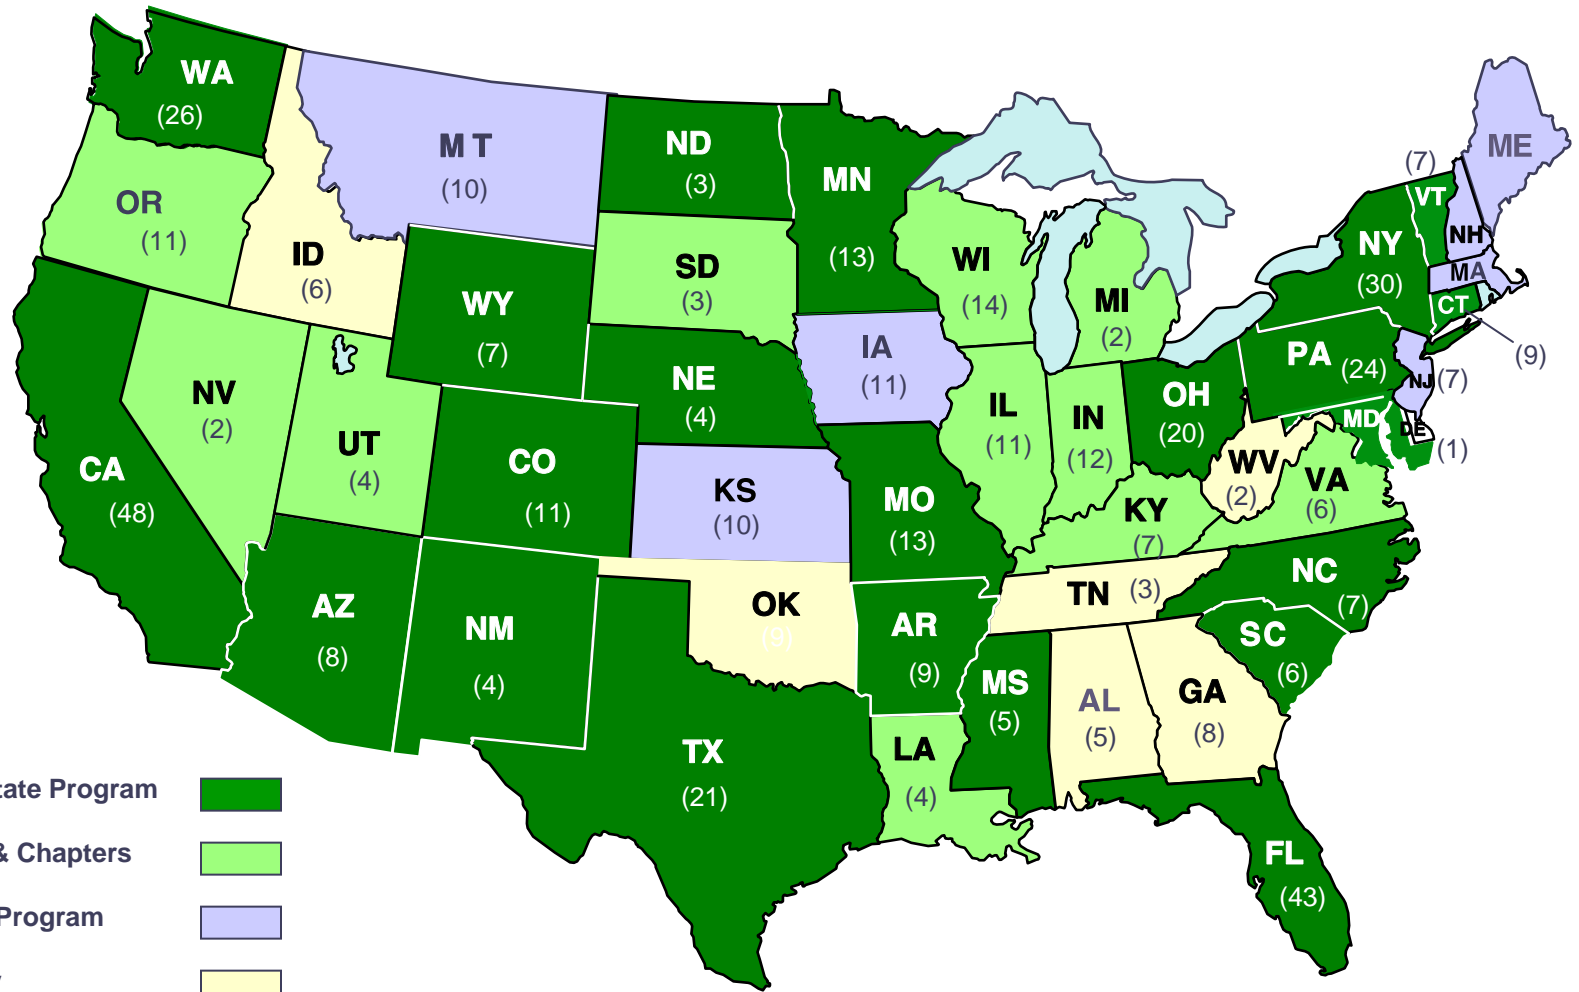 WA
(26)
M T
(10)
ND
(3)
MN
(13)
OR
(11)
ID
(6)
WY
(7)
SD
(3)
WI
(14)
MI
(2)
(7)
VT
ME
NH
NY
(30)
MA
CT
(9)
NV
(2)
UT
(4)
CA
(48)
CO
(11)
NE
(4)
IA
(11)
KS
(10)
MO
(13)
IL
(11)
IN
(12)
OH
(20)
PA
(24)
NJ
(7)
MD
DE
(1)
WV
(2)
VA
(6)
KY
(7)
TN
(3)
NC
(7)
SC
(6)
AZ
(8)
NM
(4)
OK
(9)
AR
(9)
MS
(5)
AL
(5)
GA
(8)
TX
(21)
LA
(4)
FL
(43)
ate Program
& Chapters
Program